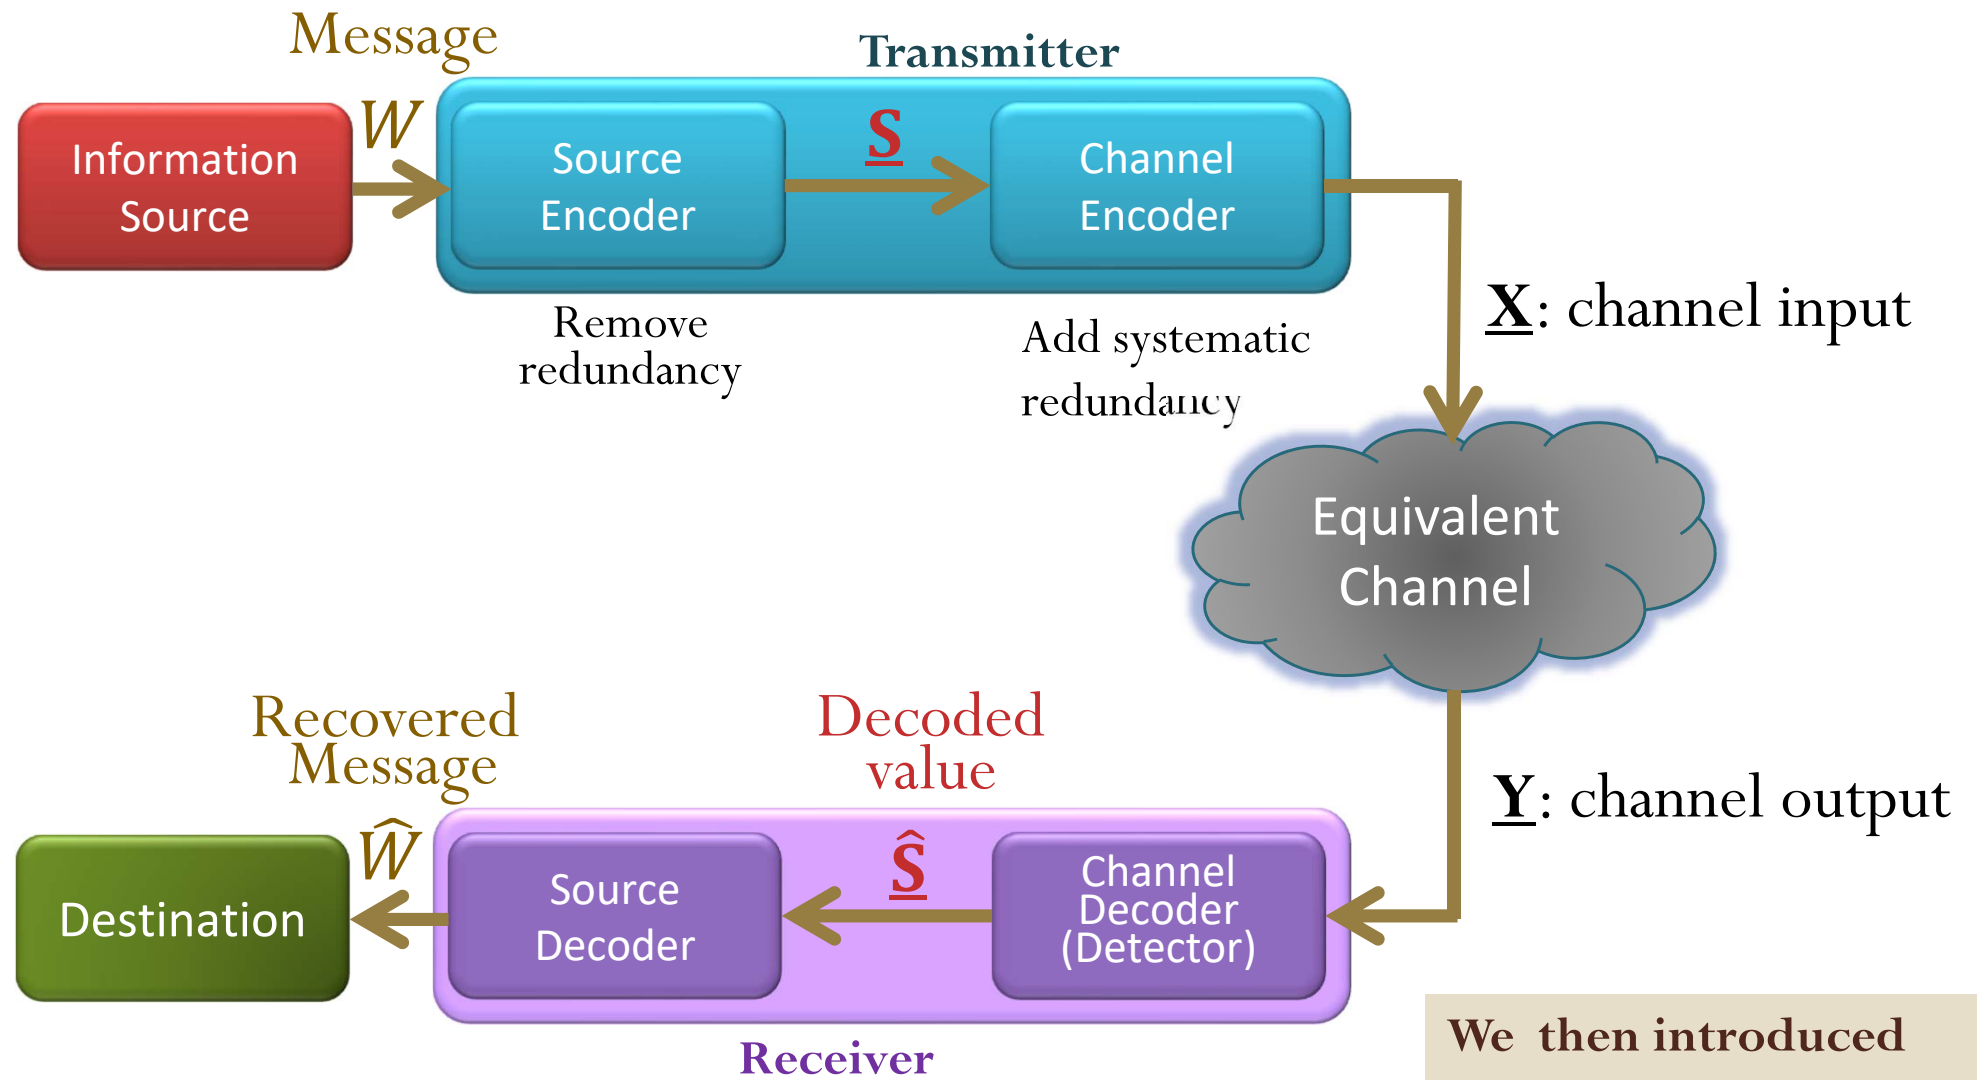 Message
Transmitter
W
Information
Source
Source
Encoder
S
Channel
Encoder
Remove
redundancy
Add systematic
redundancy
X: channel input
Equivalent
Channel
Recovered
Message
Decoded
value
Y: channel output
Ŵ
Destination
Source
Decoder
Ŝ
Channel
Decoder
(Detector)
Receiver
We then introduced